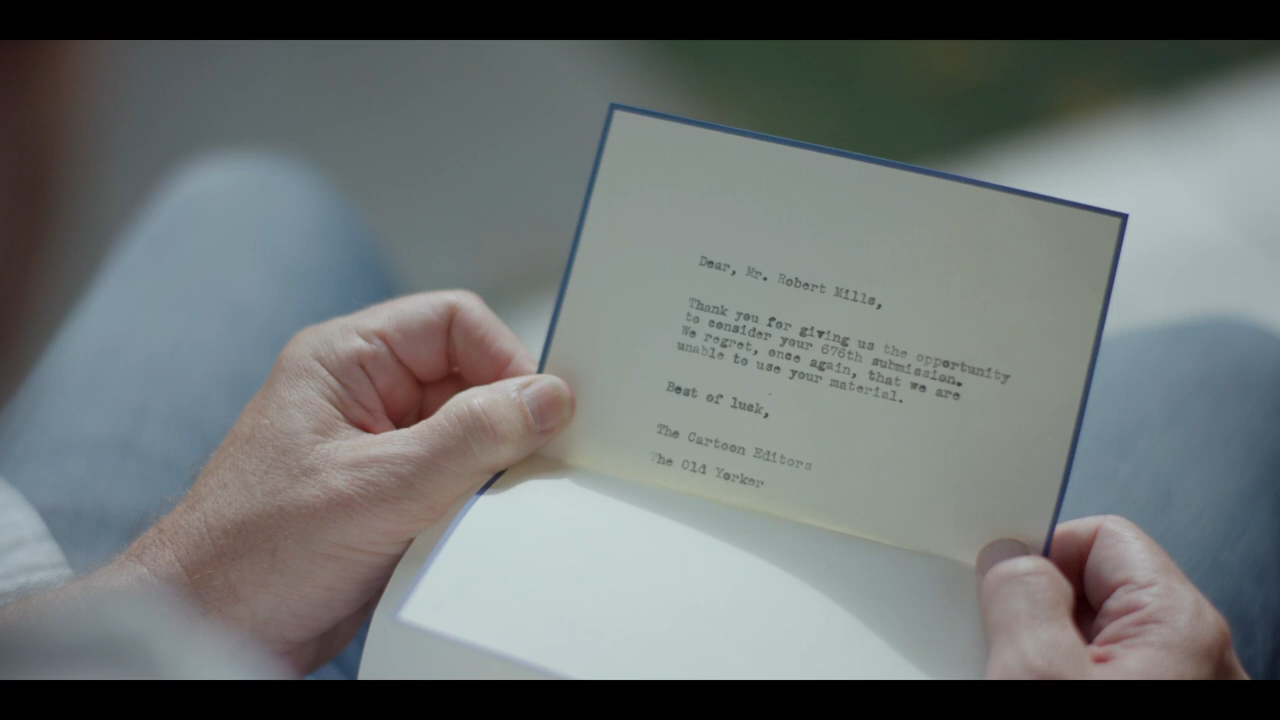 Dear, Mr. Robert Mills,
Thank you for giving us the opportunity
to consider your 676th submission.
We regret, once again, that we are
unable to use your material.
Best of luck,
The Cartoon Editors
The Old Yorker